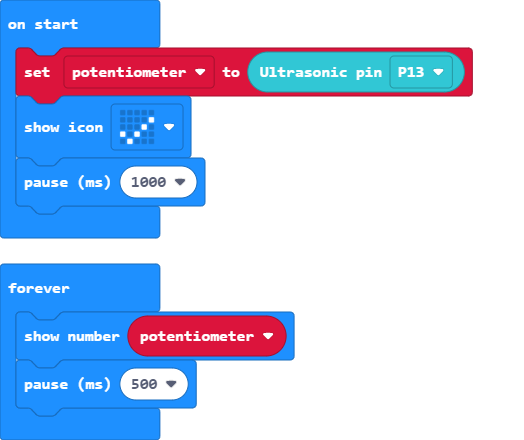 on start
set potentiometer to Ultrasonic pin P13
show icon
pause (ms) 1000
forever
show number potentiometer
pause (ms) 500